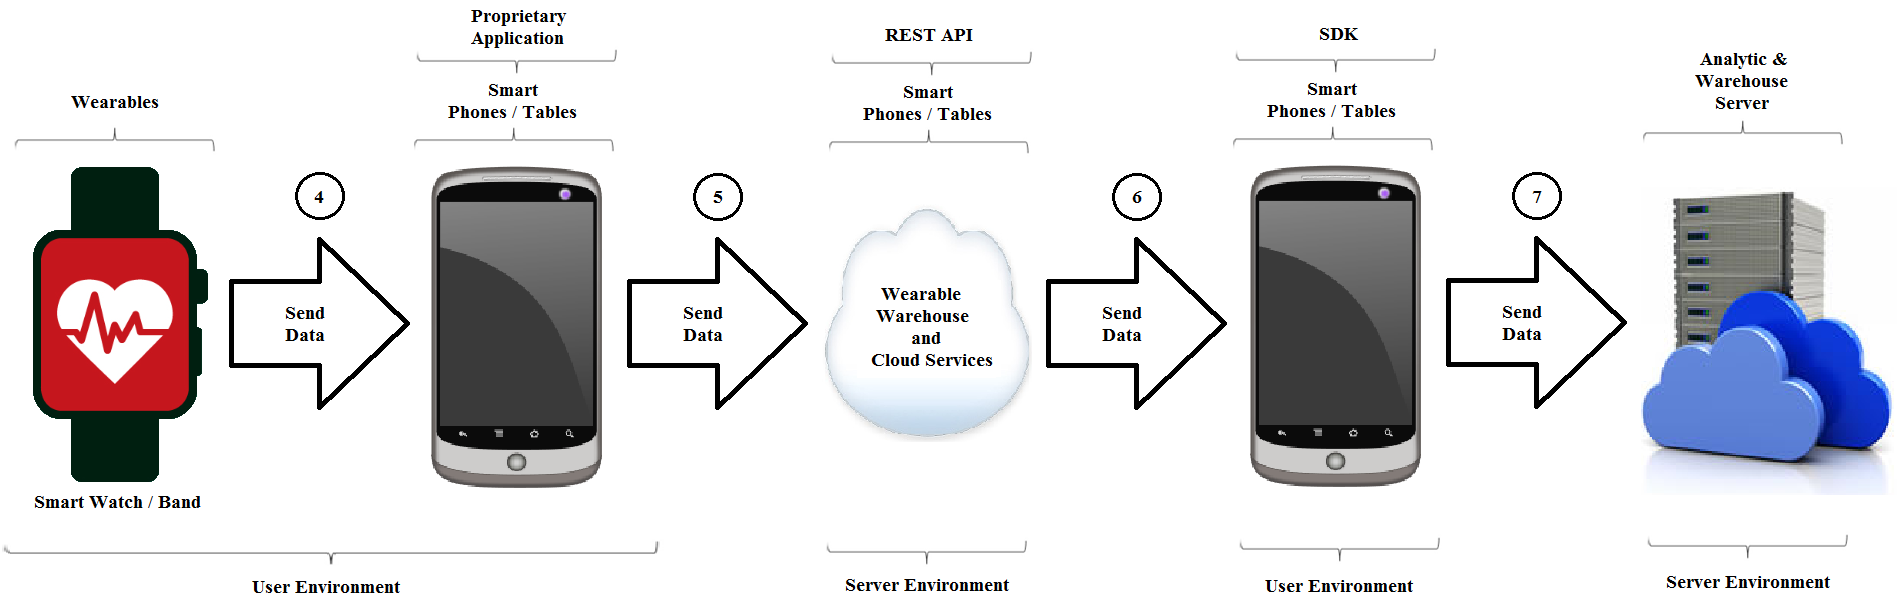 Wearables
Smart Watch / Band
4
Send
Data
Proprietary
Application
Smart
Phones / Tables
User Environment
5
Send
Data
REST API
Smart
Phones / Tables
Wearable
Warehouse
and
Cloud Services
Server Environment
6
Send
Data
SDK
Smart
Phones / Tables
User Environment
7
Send
Data
Analytic &
Warehouse
Server
Server Environment